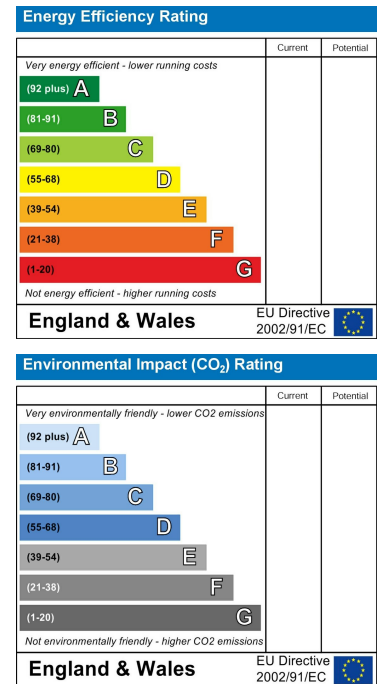 Energy Efficiency Rating
Current Potential
Very energy efficient - lower running costs
(92 plus) A
(81-91) B
(69-80) C
(55-68) D
(39-54) E
(21-38) F
(1-20) G
Not energy efficient - higher running costs
England & Wales
EU Directive
2002/91/EC
Environmental Impact (CO₂) Rating
Current Potential
Very environmentally friendly - lower CO2 emissions
(92 plus) A
(81-91) B
(69-80) C
(55-68) D
(39-54) E
(21-38) F
(1-20) G
Not environmentally friendly - higher CO2 emissions
England & Wales
EU Directive
2002/91/EC